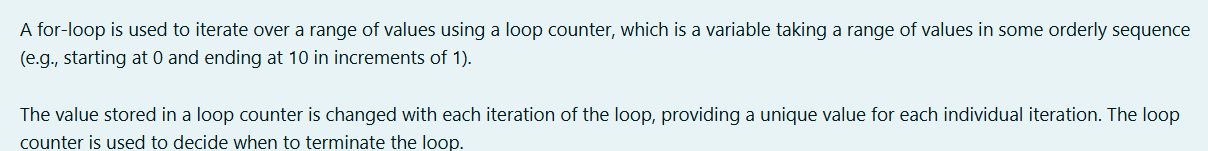 A for-loop is used to iterate over a range of values using a loop counter, which is a variable taking a range of values in some orderly sequence
(e.g., starting at 0 and ending at 10 in increments of 1).
The value stored in a loop counter is changed with each iteration of the loop, providing a unique value for each individual iteration. The loop
counter is used to decide when to terminate the loop.